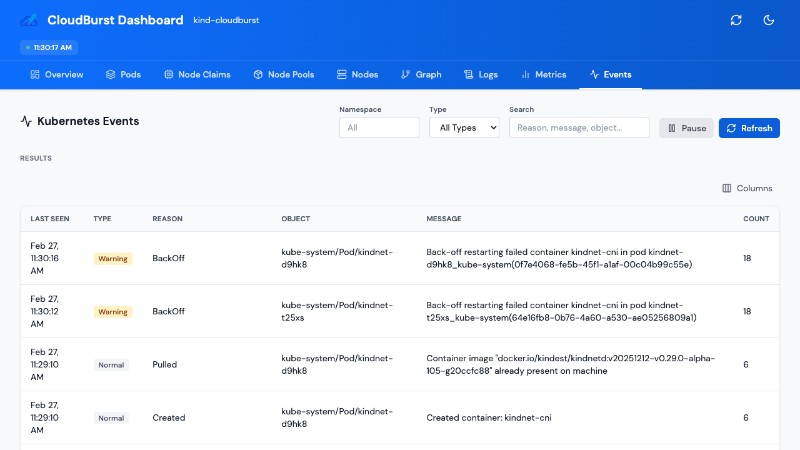 CloudBurst Dashboard kind-cloudburst
11:30:17 AM
Overview Pods Node Claims Node Pools Nodes Graph Logs Metrics Events
Kubernetes Events
Namespace Type Search
All All Types Reason, message, object... Pause Refresh
RESULTS
Columns
LAST SEEN TYPE REASON OBJECT MESSAGE COUNT
Feb 27,
11:30:16
AM
Warning
BackOff
kube-system/Pod/kindnet-
d9hk8
Back-off restarting failed container kindnet-cni in pod kindnet-
d9hk8_kube-system(0f7e4068-fe5b-45f1-a1af-00c04b99c55e)
18
Feb 27,
11:30:12
AM
Warning
BackOff
kube-system/Pod/kindnet-
t25xs
Back-off restarting failed container kindnet-cni in pod kindnet-
t25xs_kube-system(64e16fb8-0b76-4a60-a530-ae05256809a1)
18
Feb 27,
11:29:10
AM
Normal
Pulled
kube-system/Pod/kindnet-
d9hk8
Container image "docker.io/kindest/kindnetd:v20251212-v0.29.0-alpha-
105-g20ccfc88" already present on machine
6
Feb 27,
11:29:10
AM
Normal
Created
kube-system/Pod/kindnet-
d9hk8
Created container: kindnet-cni
6